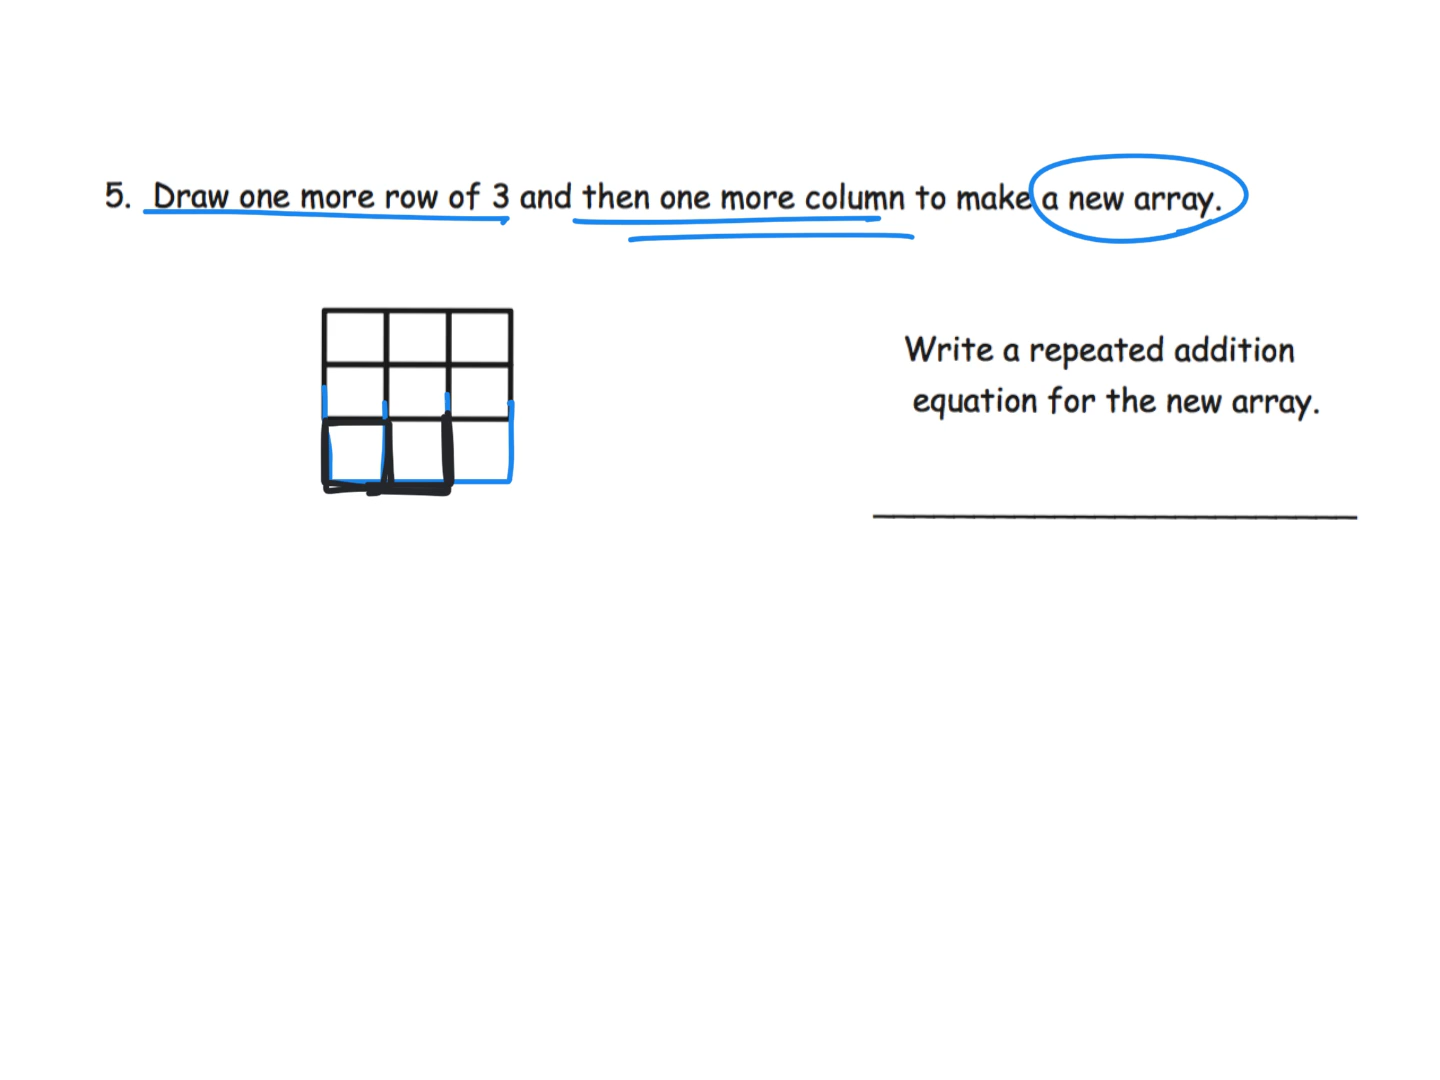 5. Draw one more row of 3 and then one more column to make a new array.
Write a repeated addition
equation for the new array.